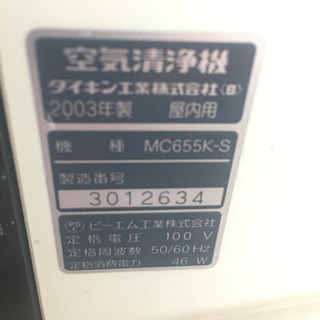 空気清浄機
ダイキン工業株式会社〈B〉
2003年製 屋内用
機種 MC655K-S
製造番号
3012634
ピーエム工業株式会社
定格電圧 100 V
定格周波数 50/60Hz
定格消費電力 46 W